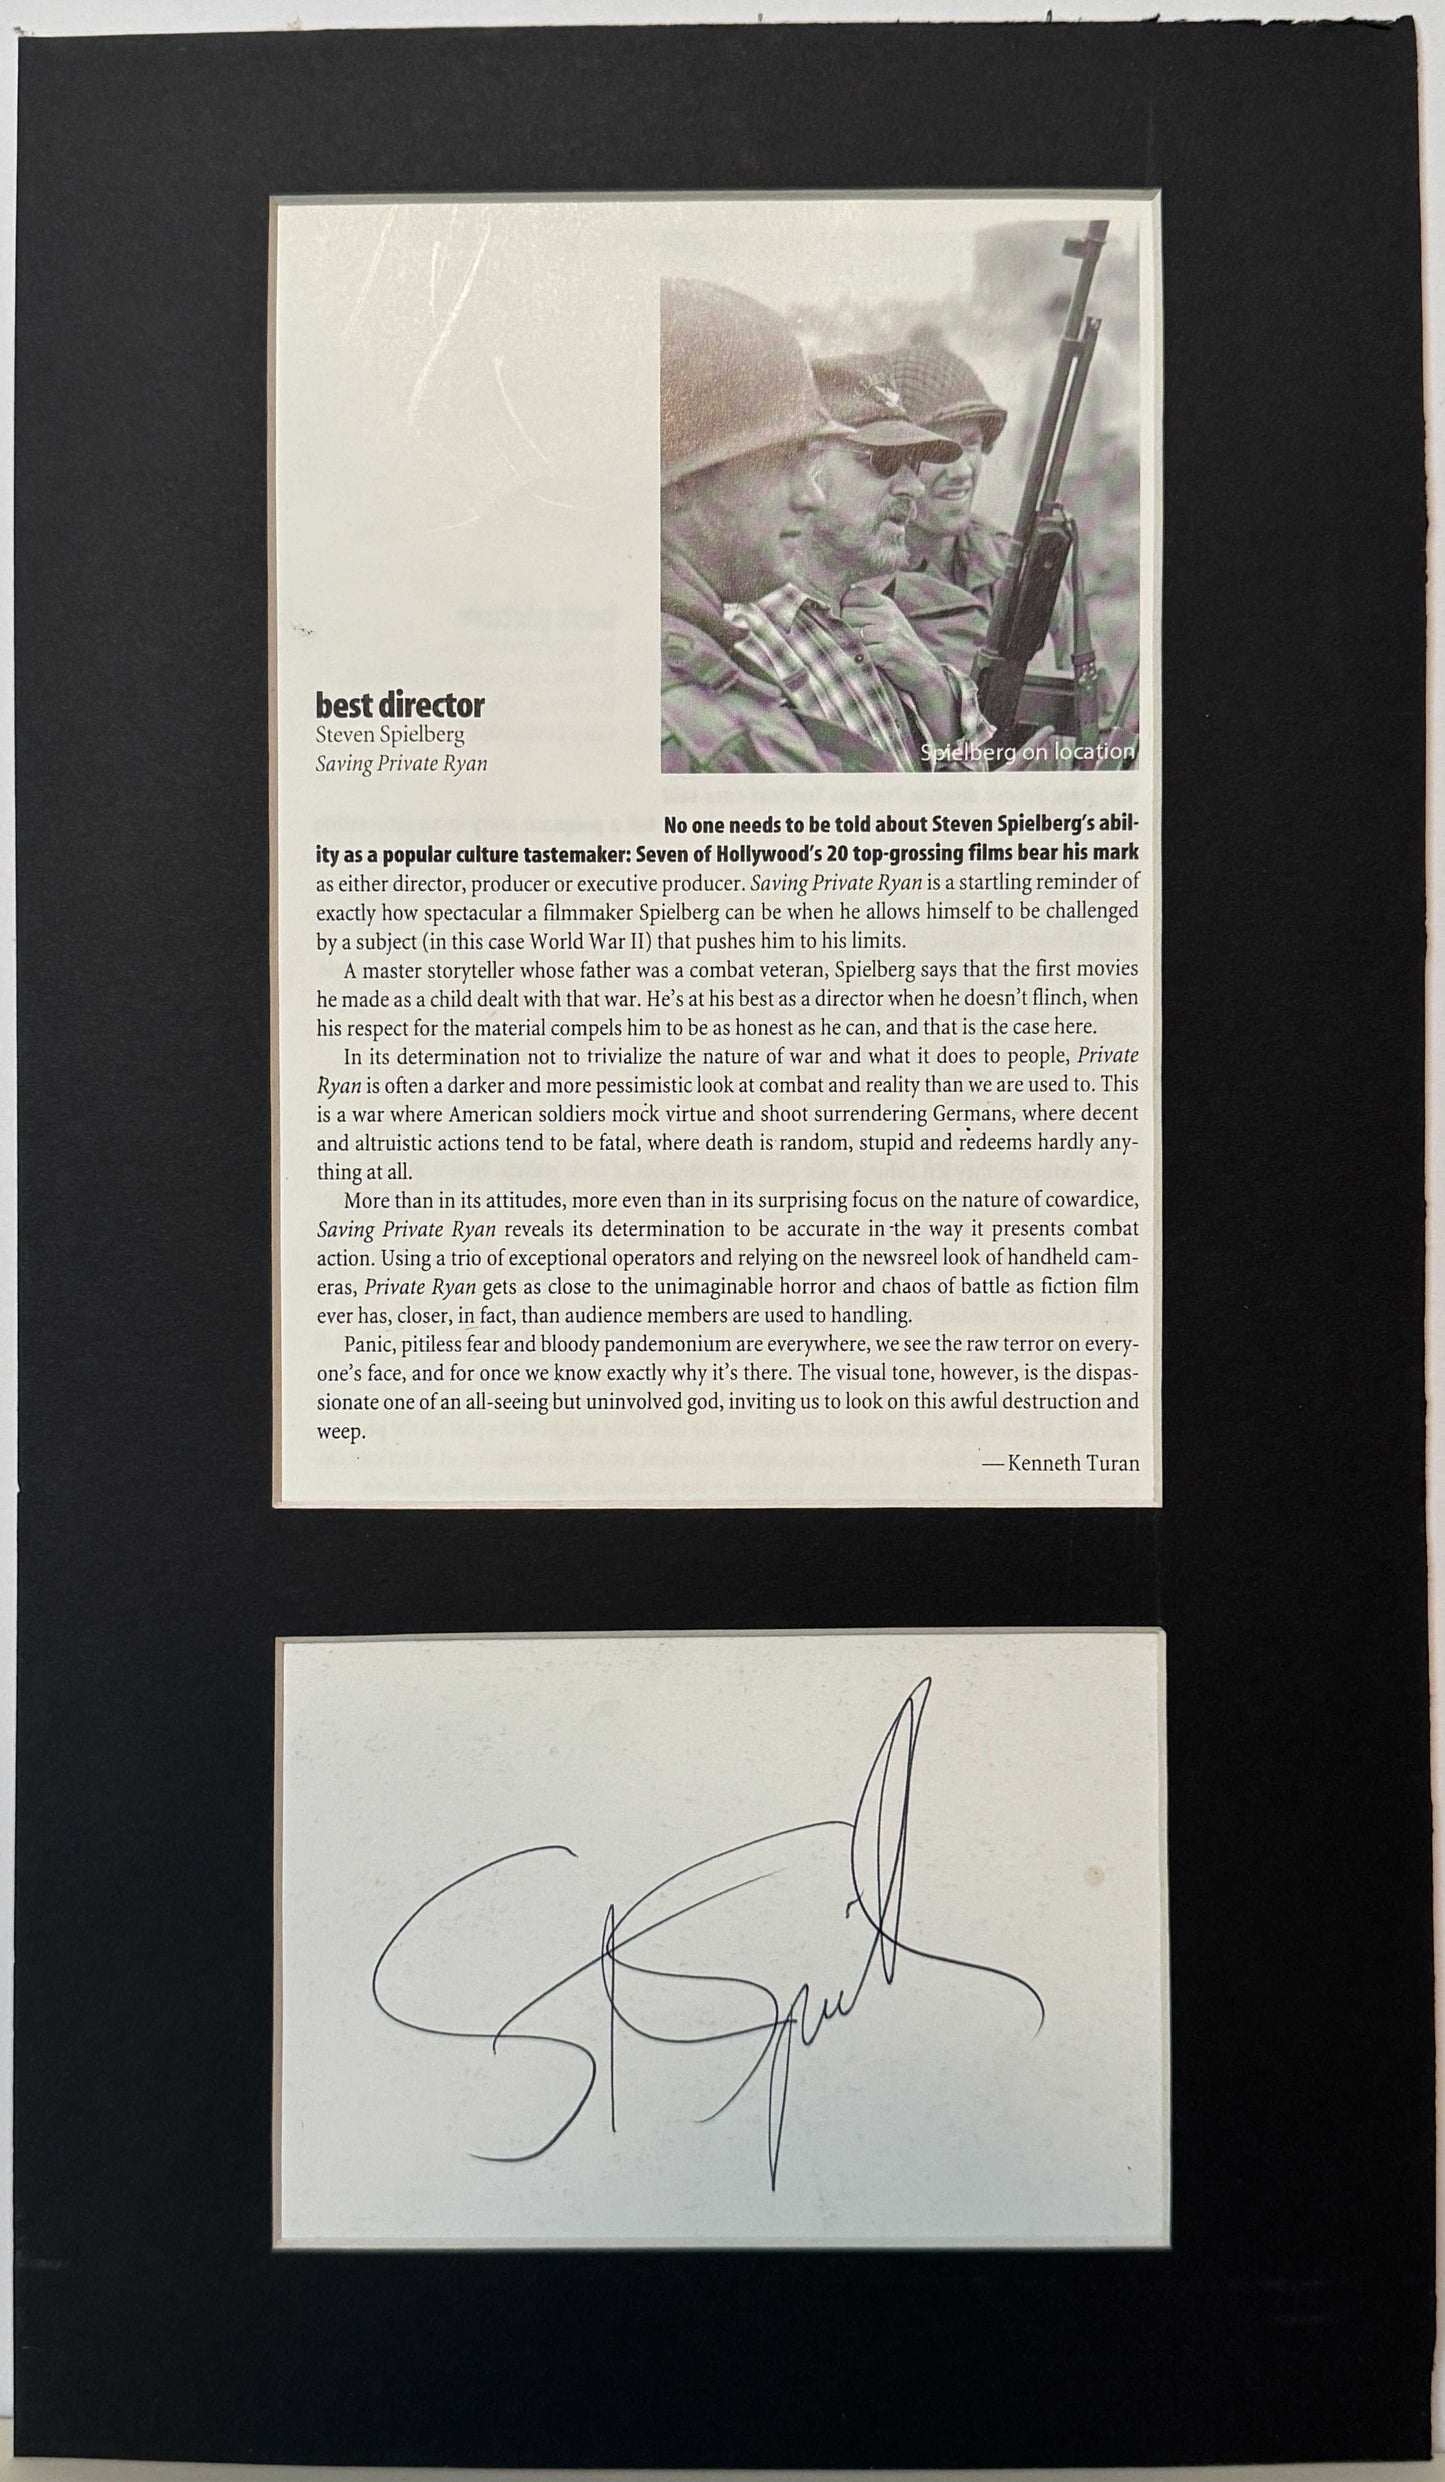 Spielberg on location
best director
Steven Spielberg
Saving Private Ryan
No one needs to be told about Steven Spielberg's abil-
ity as a popular culture tastemaker: Seven of Hollywood's 20 top-grossing films bear his mark
as either director, producer or executive producer. Saving Private Ryan is a startling reminder of
exactly how spectacular a filmmaker Spielberg can be when he allows himself to be challenged
by a subject (in this case World War II) that pushes him to his limits.
A master storyteller whose father was a combat veteran, Spielberg says that the first movies
he made as a child dealt with that war. He's at his best as a director when he doesn't flinch, when
his respect for the material compels him to be as honest as he can, and that is the case here.
In its determination not to trivialize the nature of war and what it does to people, Private
Ryan is often a darker and more pessimistic look at combat and reality than we are used to. This
is a war where American soldiers mock virtue and shoot surrendering Germans, where decent
and altruistic actions tend to be fatal, where death is random, stupid and redeems hardly any-
thing at all.
More than in its attitudes, more even than in its surprising focus on the nature of cowardice,
Saving Private Ryan reveals its determination to be accurate in the way it presents combat
action. Using a trio of exceptional operators and relying on the newsreel look of handheld cam-
eras, Private Ryan gets as close to the unimaginable horror and chaos of battle as fiction film
ever has, closer, in fact, than audience members are used to handling.
Panic, pitiless fear and bloody pandemonium are everywhere, we see the raw terror on every-
one's face, and for once we know exactly why it's there. The visual tone, however, is the dispas-
sionate one of an all-seeing but uninvolved god, inviting us to look on this awful destruction and
weep.
—Kenneth Turan